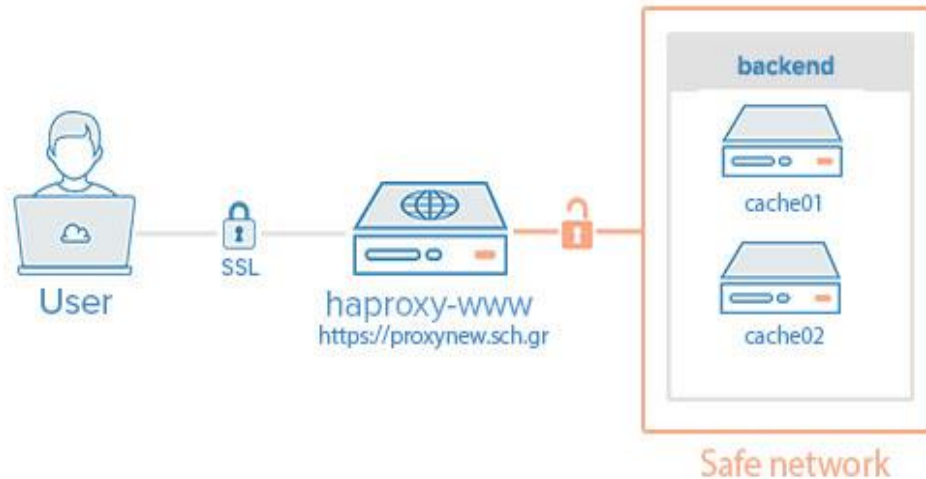 backend
cache01
SSL
User
haproxy-www
https://proxynew.sch.gr
cache02
Safe network